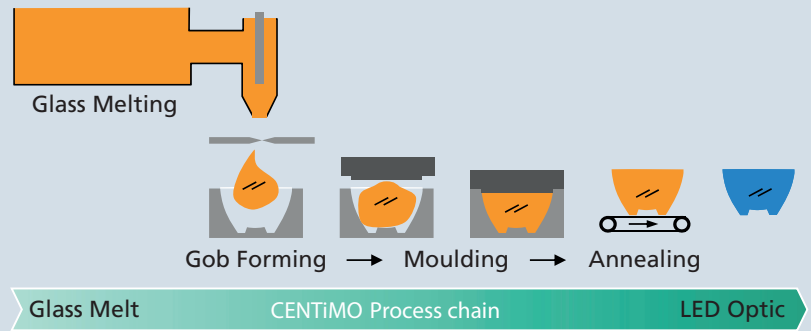 Glass Melting
Gob Forming → Moulding → Annealing
Glass Melt CENTiMO Process chain LED Optic